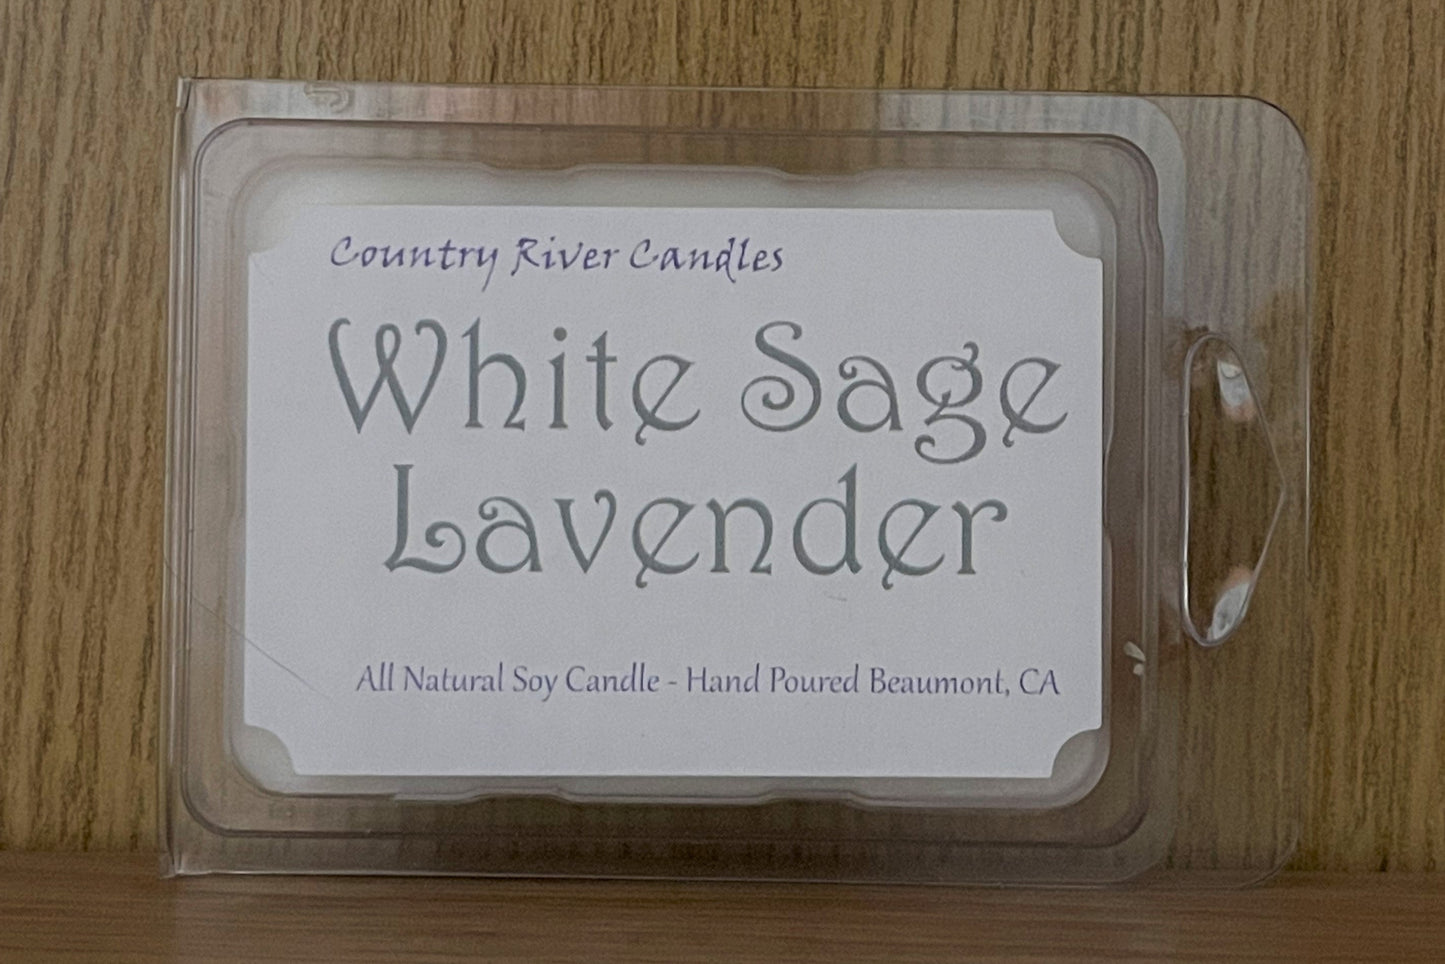 Country River Candles
White Sage
Lavender
All Natural Soy Candle - Hand Poured Beaumont, CA